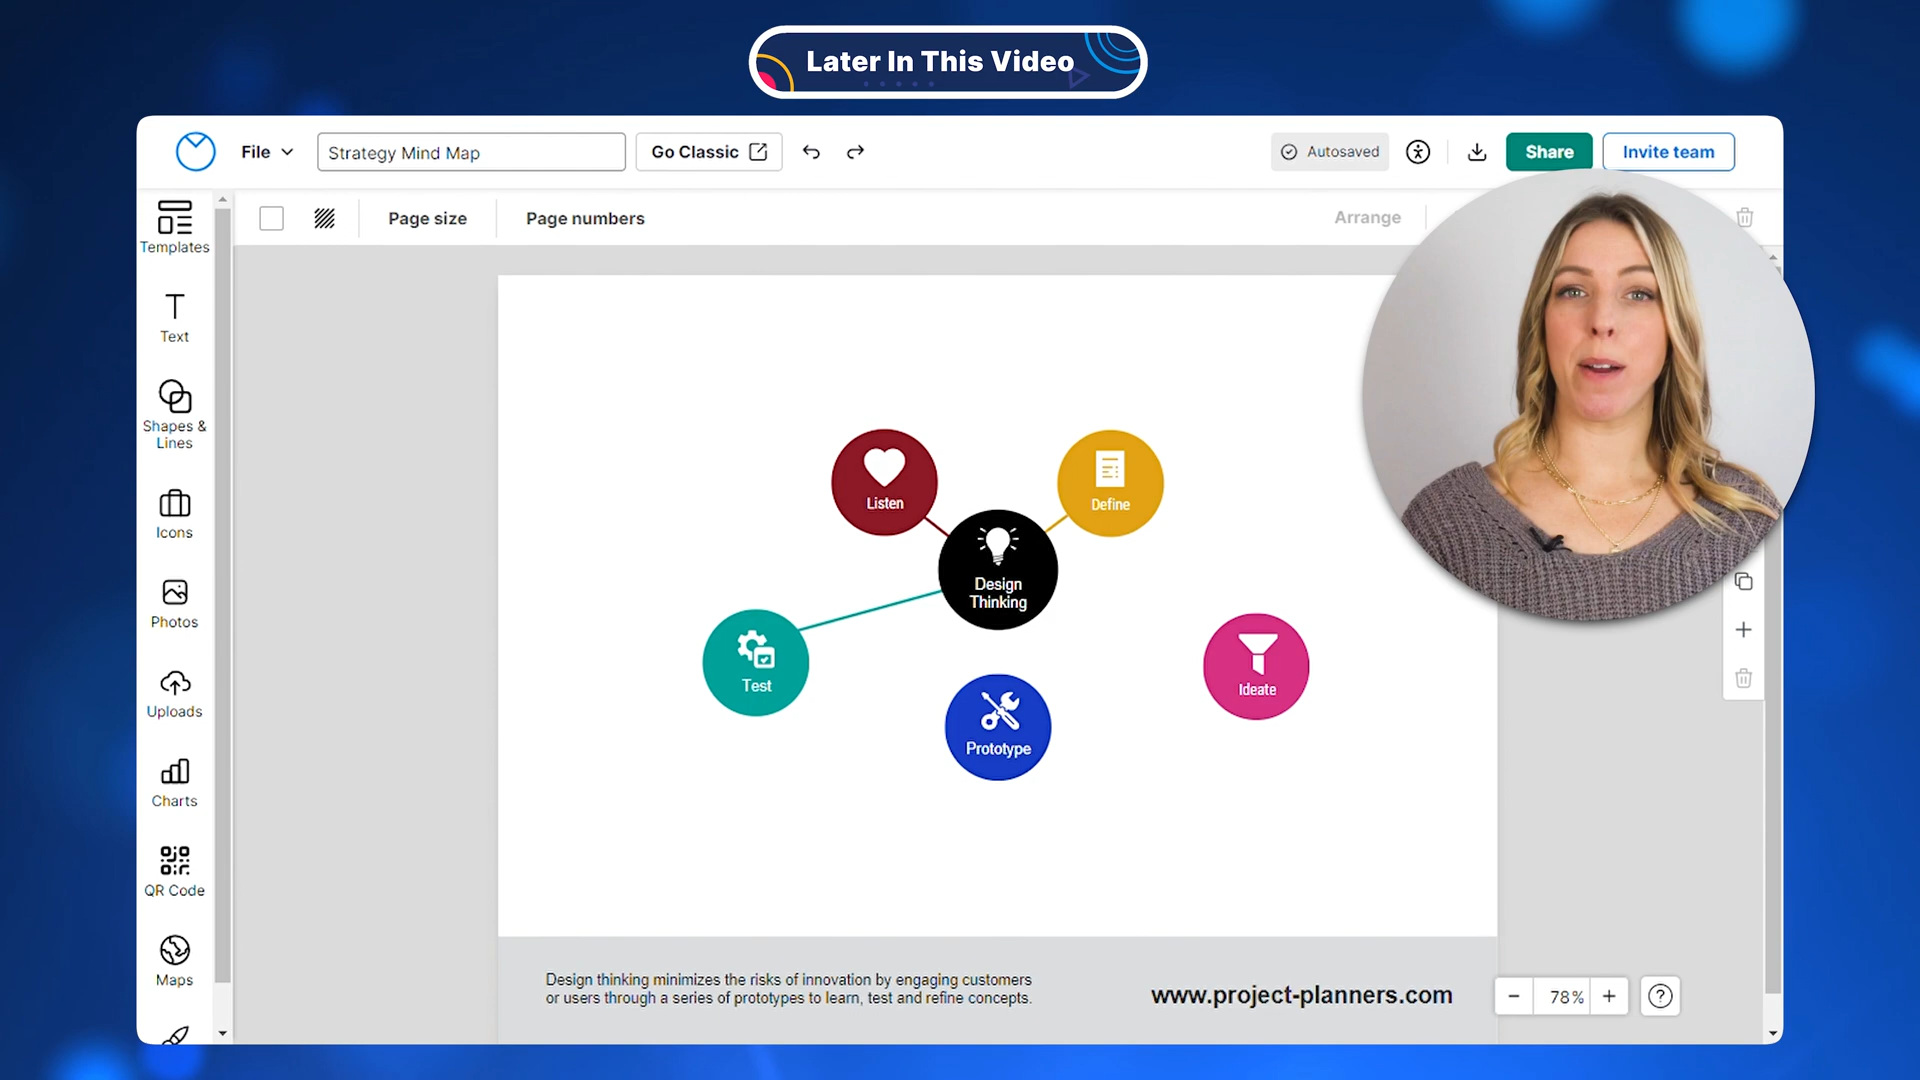 Later In This Video
File
Strategy Mind Map
Go Classic
Autosaved
Share
Invite team
Page size
Page numbers
Arrange
Templates
Text
Shapes &
Lines
Icons
Photos
Uploads
Charts
QR Code
Maps
Listen
Define
Design
Thinking
Test
Ideate
Prototype
Design thinking minimizes the risks of innovation by engaging customers
or users through a series of prototypes to learn, test and refine concepts.
www.project-planners.com
78%